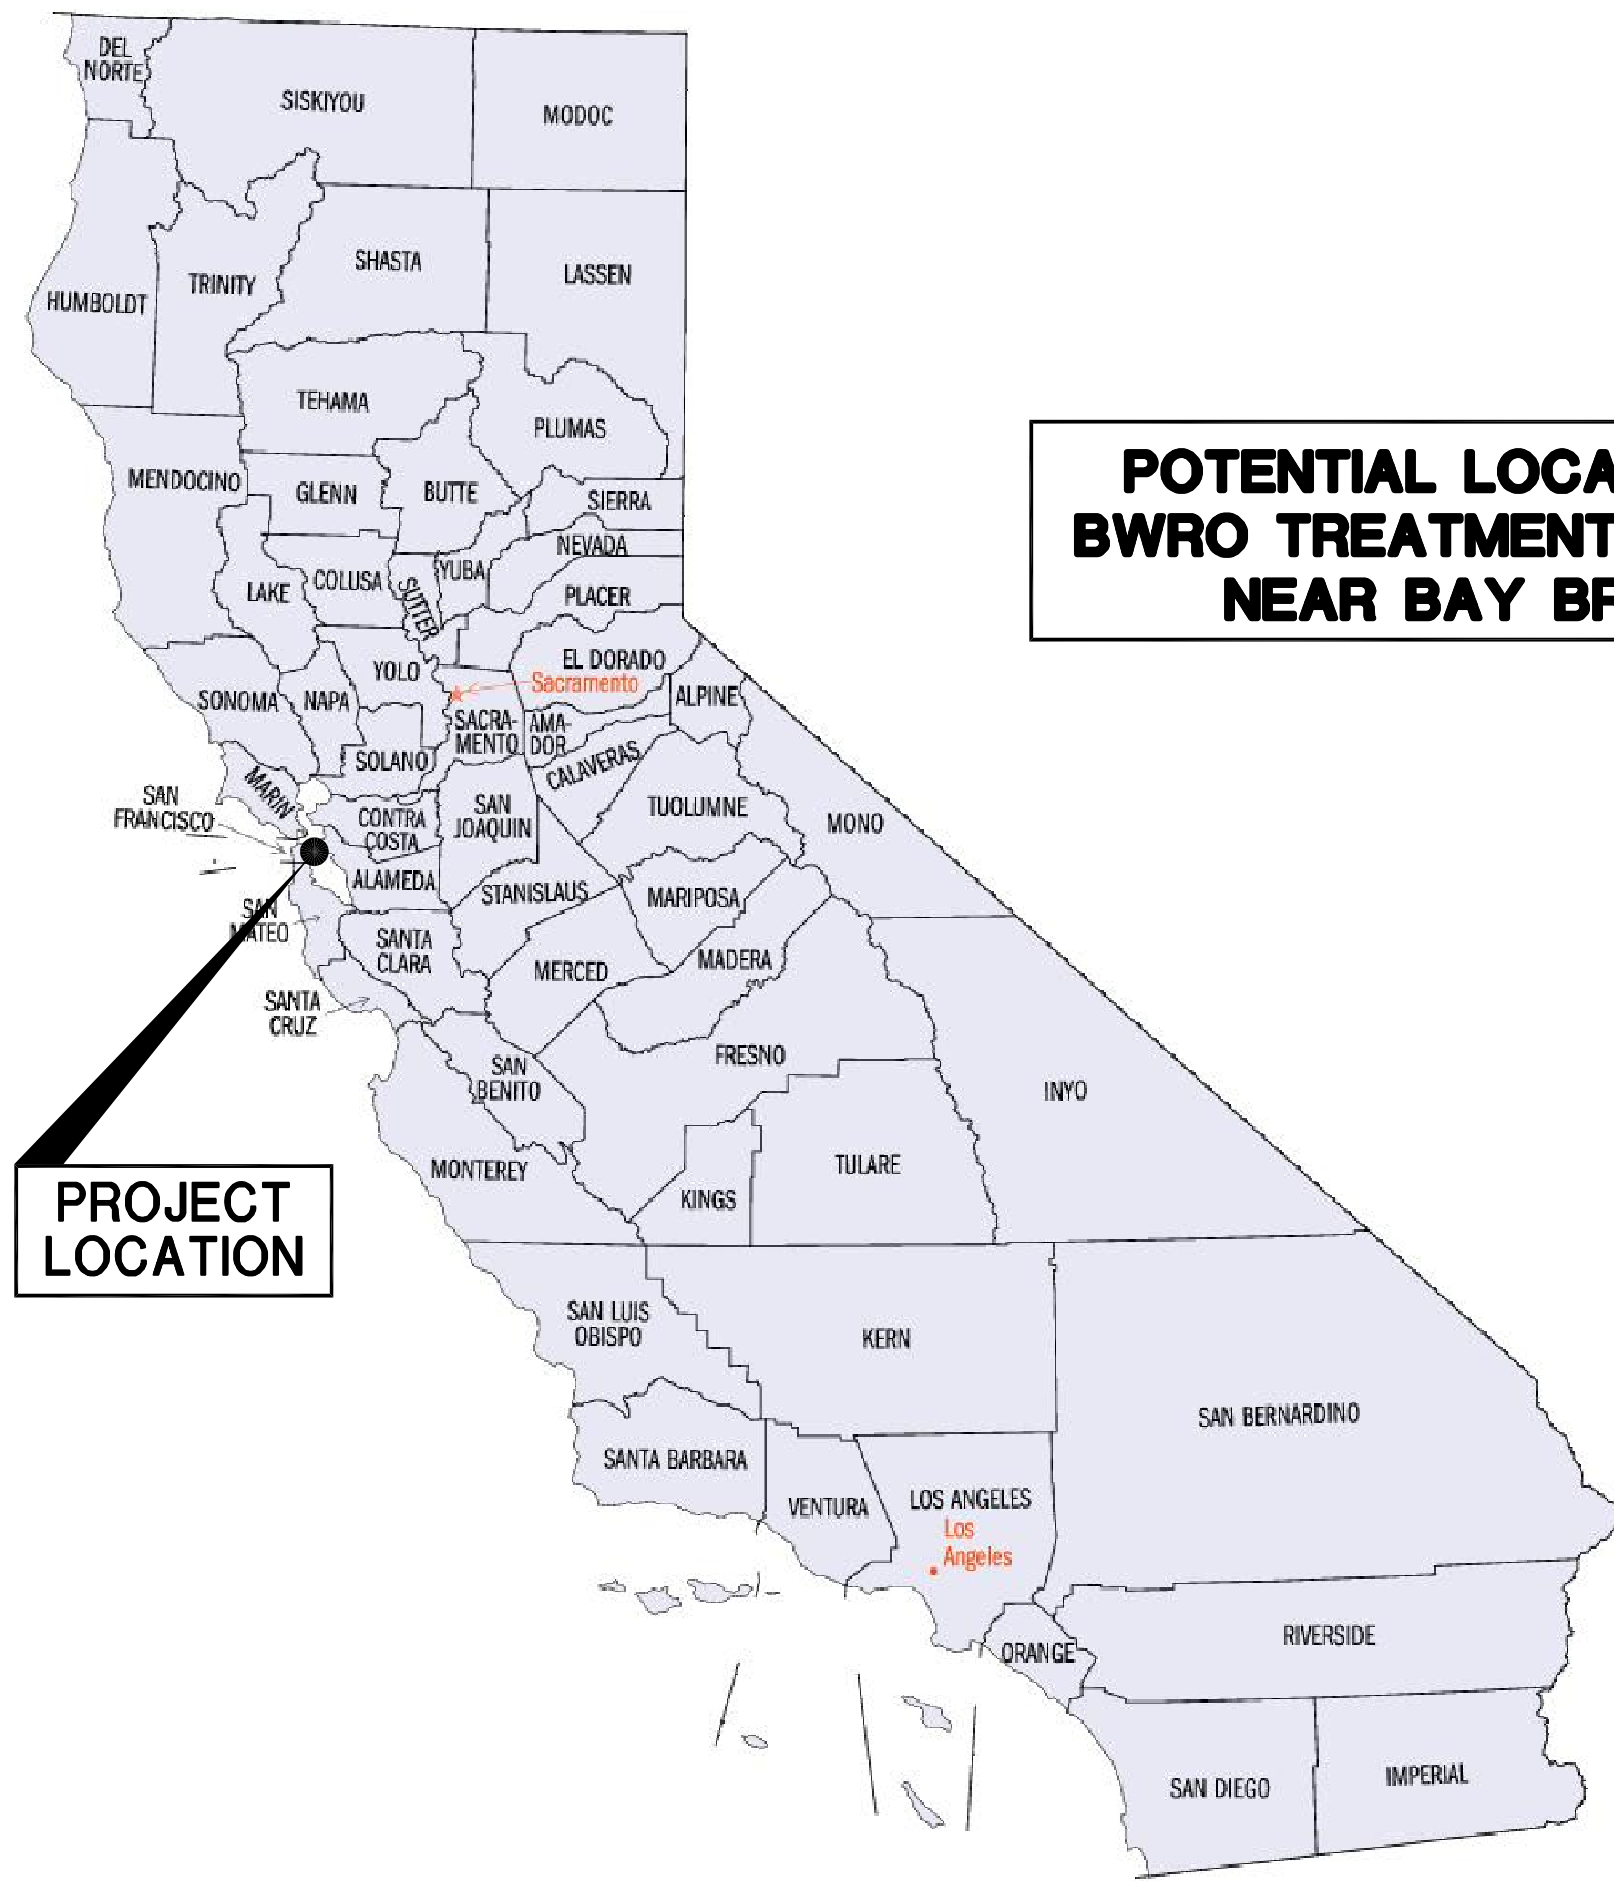 DEL
NORTE
SISKIYOU
MODOC
SHASTA
LASSEN
TRINITY
HUMBOLDT
TEHAMA
PLUMAS
POTENTIAL LOCA
BWRO TREATMENT
NEAR BAY BR
MENDOCINO
GLENN
BUTTE
SIERRA
NEVADA
YUBA
COLUSA
LAKE
SUTTER
PLACER
YOLO
EL DORADO
Sacramento
ALPINE
SONOMA
NAPA
SACRA-
MENTO
AMA-
DOR
SOLANO
CALAVERAS
MARIN
SAN
FRANCISCO
CONTRA
COSTA
SAN
JOAQUIN
TUOLUMNE
MONO
ALAMEDA
STANISLAUS
MARIPOSA
SAN
MATEO
SANTA
CLARA
MERCED
MADERA
SANTA
CRUZ
FRESNO
SAN
BENITO
INYO
MONTEREY
KINGS
TULARE
PROJECT
LOCATION
SAN LUIS
OBISPO
KERN
SAN BERNARDINO
SANTA BARBARA
VENTURA
LOS ANGELES
Los
Angeles
ORANGE
RIVERSIDE
SAN DIEGO
IMPERIAL